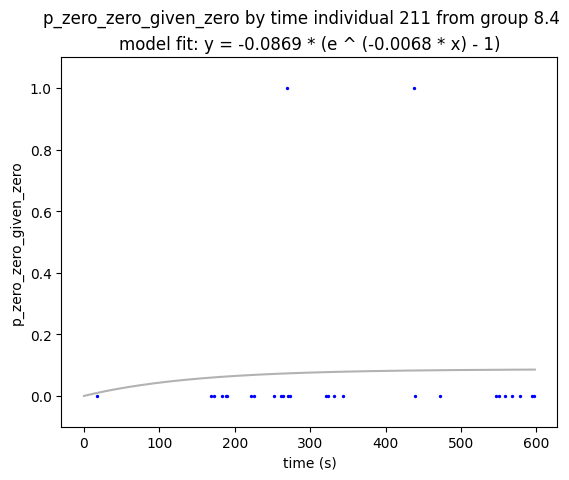 p_zero_zero_given_zero by time individual 211 from group 8.4
model fit: y = -0.0869 * (e ^ (-0.0068 * x) - 1)
1.0
0.8
0.6
0.4
0.2
0.0
p_zero_zero_given_zero
0 100 200 300 400 500 600
time (s)